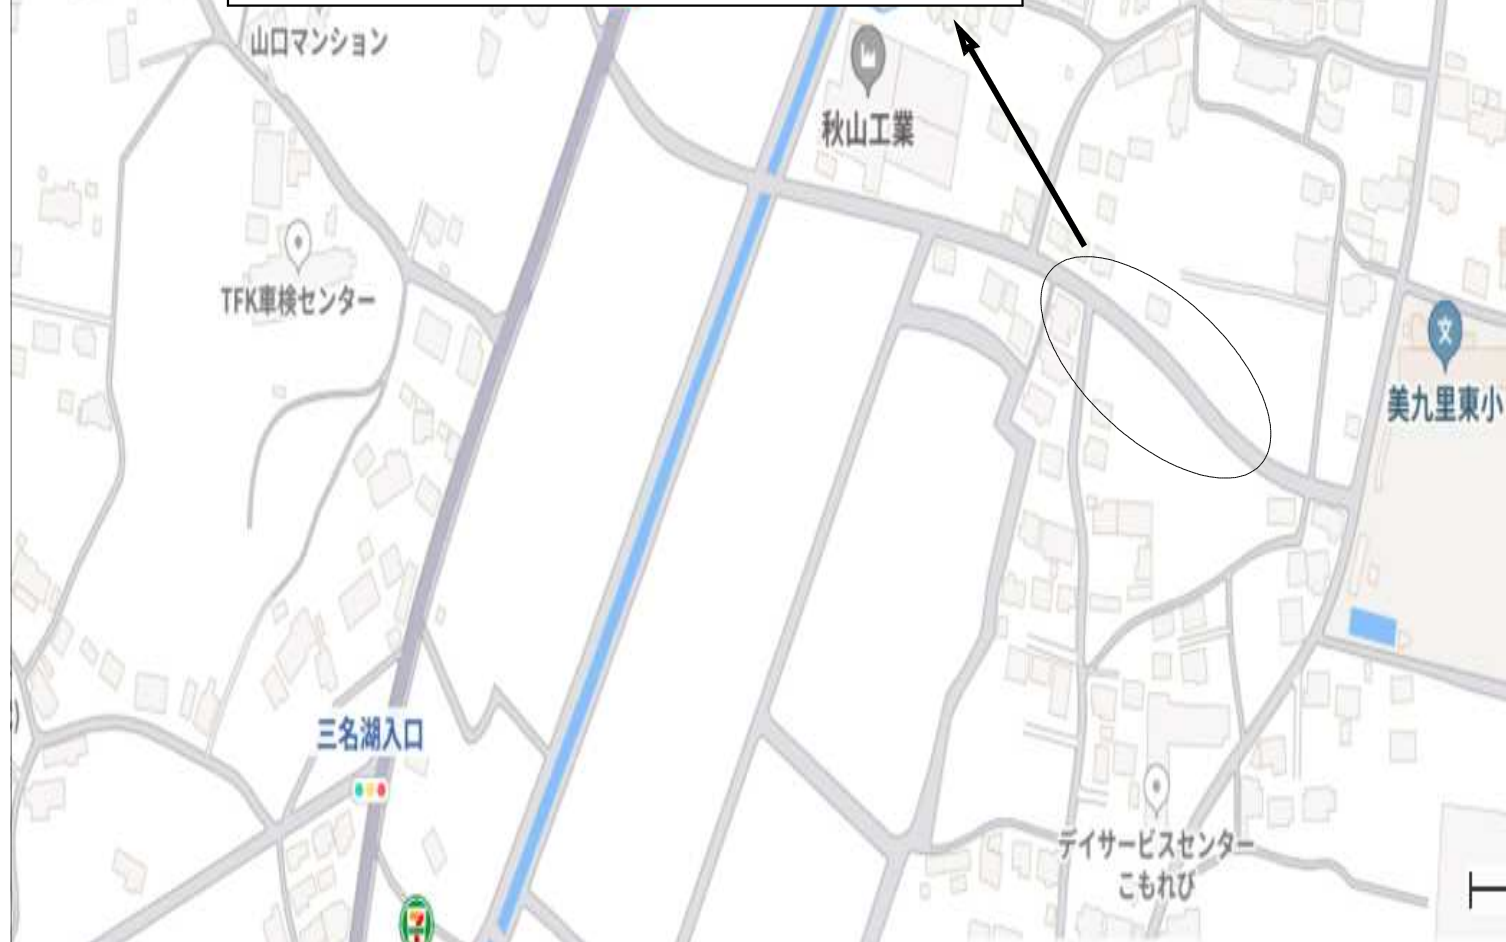 山口マンション
秋山工業
TFK車検センター
文
美九里東小
三名湖入口
デイサービスセンター
こもれび